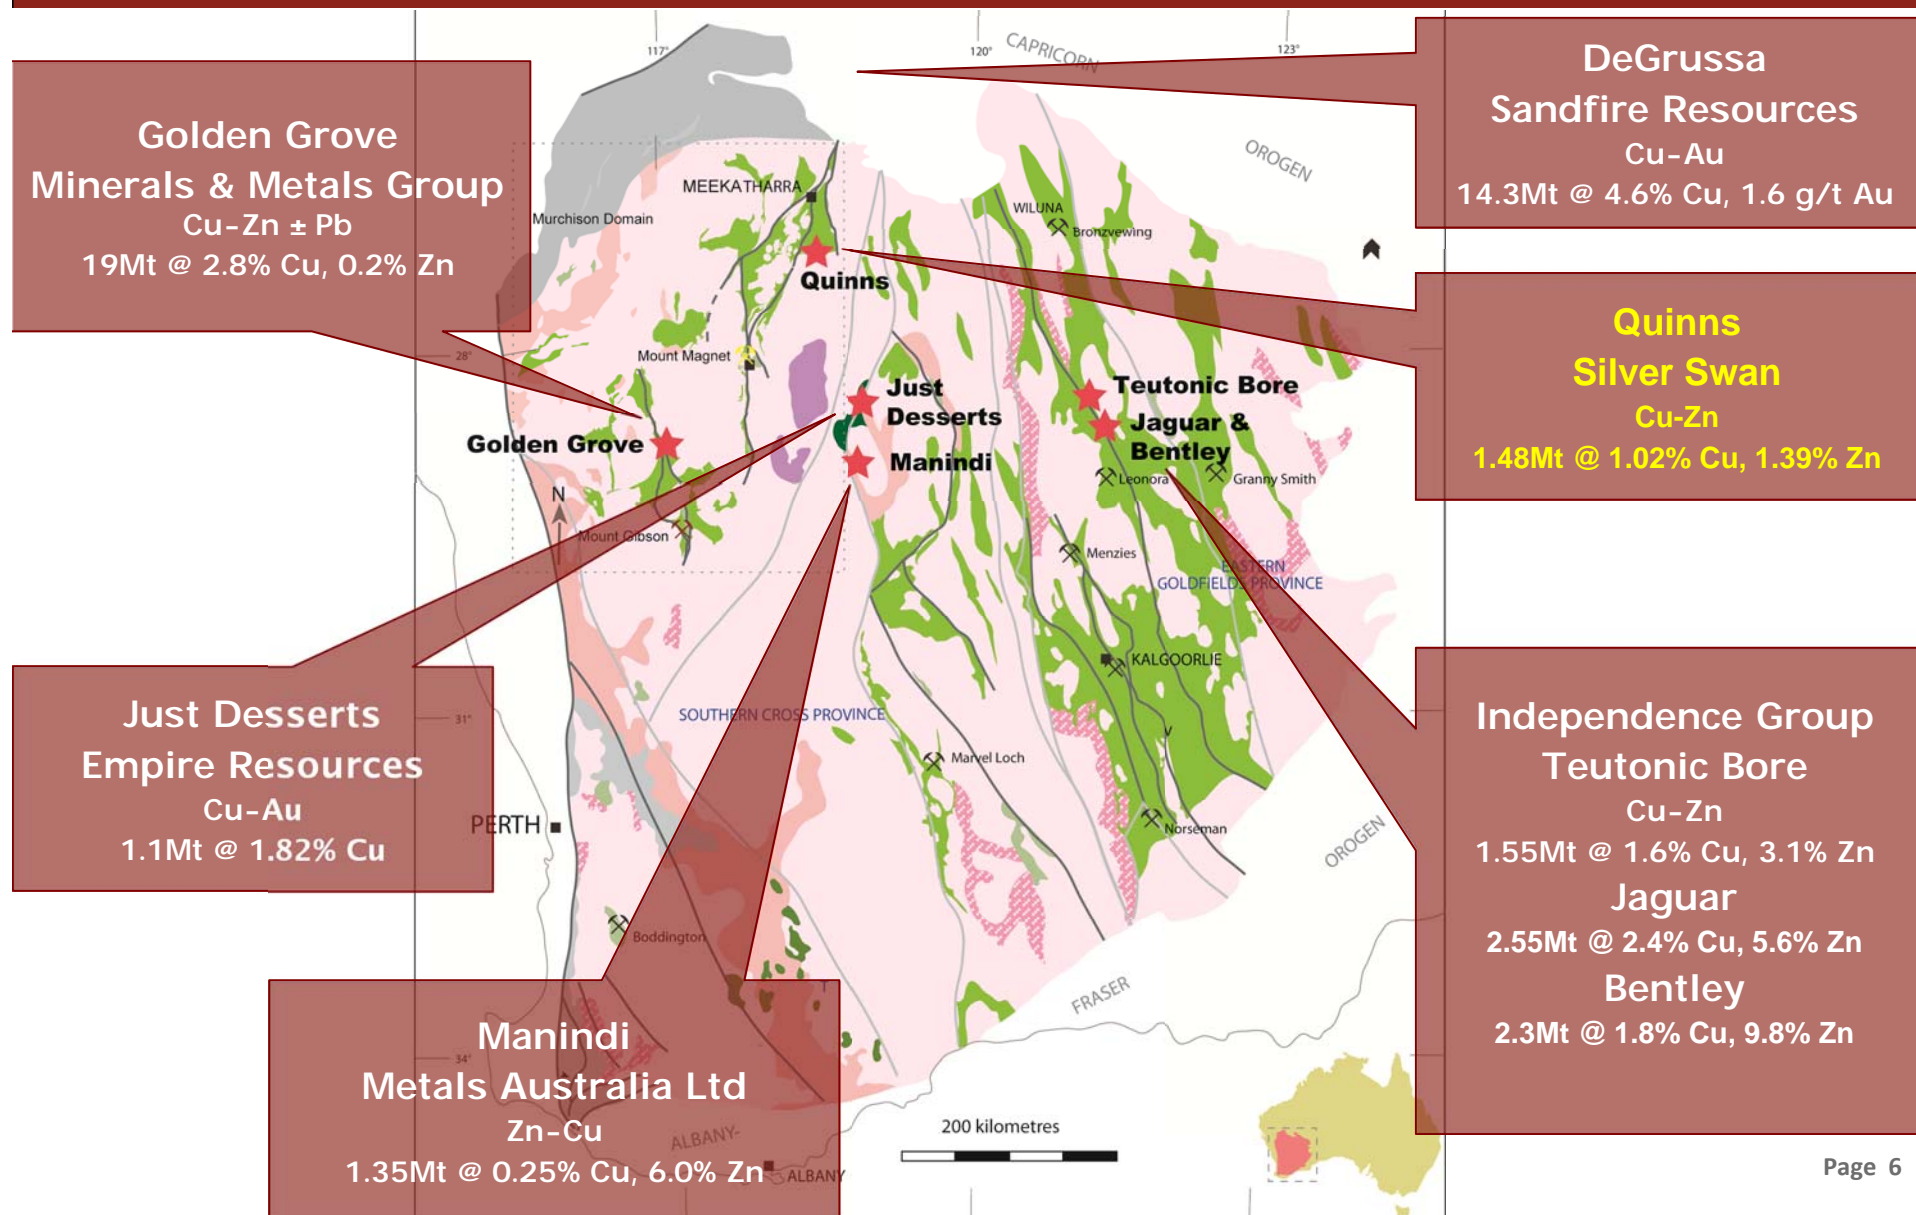 117°
120°
123°
CAPRICORN
OROGEN
DeGrussa
Sandfire Resources
Cu-Au
14.3Mt @ 4.6% Cu, 1.6 g/t Au
Golden Grove
Minerals & Metals Group
Cu-Zn ± Pb
19Mt @ 2.8% Cu, 0.2% Zn
MEEKATHARRA
Murchison Domain
WILUNA
Bronzvewing
Quinns
Quinns
Silver Swan
Cu-Zn
1.48Mt @ 1.02% Cu, 1.39% Zn
28°
Mount Magnet
Just
Desserts
Teutonic Bore
Jaguar &
Bentley
Golden Grove
Manindi
Leonora
Granny Smith
N
Mount Gibson
Menzies
EASTERN
GOLDFIELDS PROVINCE
KALGOORLIE
31°
SOUTHERN CROSS PROVINCE
Just Desserts
Empire Resources
Cu-Au
1.1Mt @ 1.82% Cu
V
Marvel Loch
PERTH
Norseman
OROGEN
Independence Group
Teutonic Bore
Cu-Zn
1.55Mt @ 1.6% Cu, 3.1% Zn
Jaguar
2.55Mt @ 2.4% Cu, 5.6% Zn
Bentley
2.3Mt @ 1.8% Cu, 9.8% Zn
Boddington
T
FRASER
34°
Manindi
Metals Australia Ltd
Zn-Cu
1.35Mt @ 0.25% Cu, 6.0% Zn
ALBANY-
ALBANY
200 kilometres
Page 6